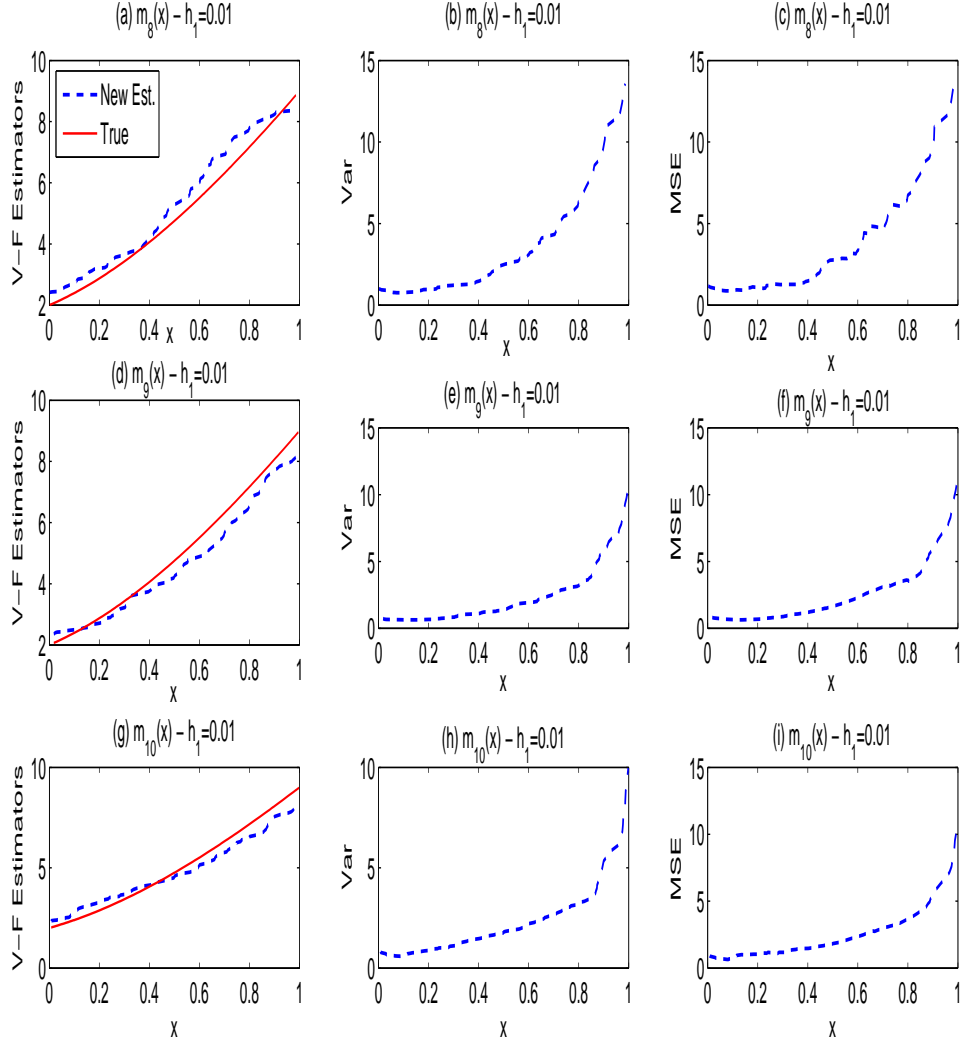 (a) m8(x) − h1=0.01
V−F Estimators
10
8
6
4
2
0 0.2 0.4 0.6 0.8 1
x
New Est.
True
(b) m8(x) − h1=0.01
Var
15
10
5
0
0 0.2 0.4 0.6 0.8 1
x
(c) m8(x) − h1=0.01
MSE
15
10
5
0
0 0.2 0.4 0.6 0.8 1
x
(d) m9(x) − h1=0.01
V−F Estimators
10
8
6
4
2
0 0.2 0.4 0.6 0.8 1
x
(e) m9(x) − h1=0.01
Var
15
10
5
0
0 0.2 0.4 0.6 0.8 1
x
(f) m9(x) − h1=0.01
MSE
15
10
5
0
0 0.2 0.4 0.6 0.8 1
x
(g) m10(x) − h1=0.01
V−F Estimators
10
5
0
0 0.2 0.4 0.6 0.8 1
x
(h) m10(x) − h1=0.01
Var
10
5
0
0 0.2 0.4 0.6 0.8 1
x
(i) m10(x) − h1=0.01
MSE
15
10
5
0
0 0.2 0.4 0.6 0.8 1
x